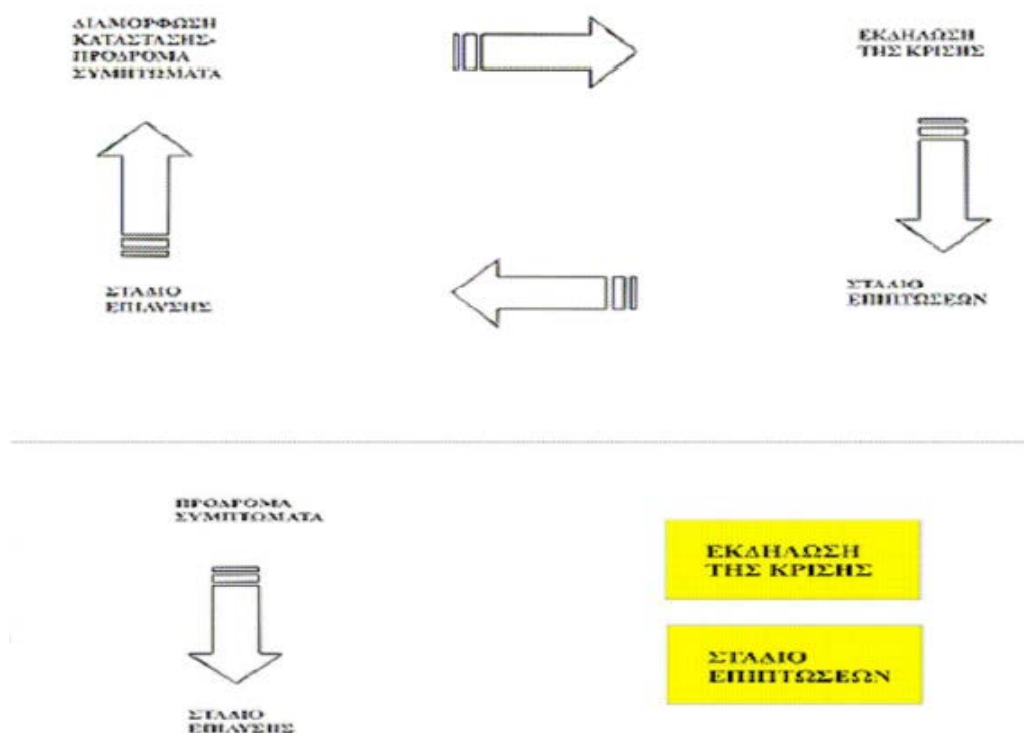 ΔΙΑΜΟΡΦΩΣΗ
ΚΑΤΑΣΤΑΣΗΣ-
ΠΡΟΔΡΟΜΑ
ΣΥΜΠΤΩΜΑΤΑ
ΕΚΔΗΛΩΣΗ
ΤΗΣ ΚΡΙΣΗΣ
ΣΤΑΔΙΟ
ΕΠΙΛΥΣΗΣ
ΣΤΑΔΙΟ
ΕΠΙΠΤΩΣΕΩΝ
ΠΡΟΔΡΟΜΑ
ΣΥΜΠΤΩΜΑΤΑ
ΕΚΔΗΛΩΣΗ
ΤΗΣ ΚΡΙΣΗΣ
ΣΤΑΔΙΟ
ΕΠΙΠΤΩΣΕΩΝ
ΣΤΑΔΙΟ
ΕΠΙΛΥΣΗΣ